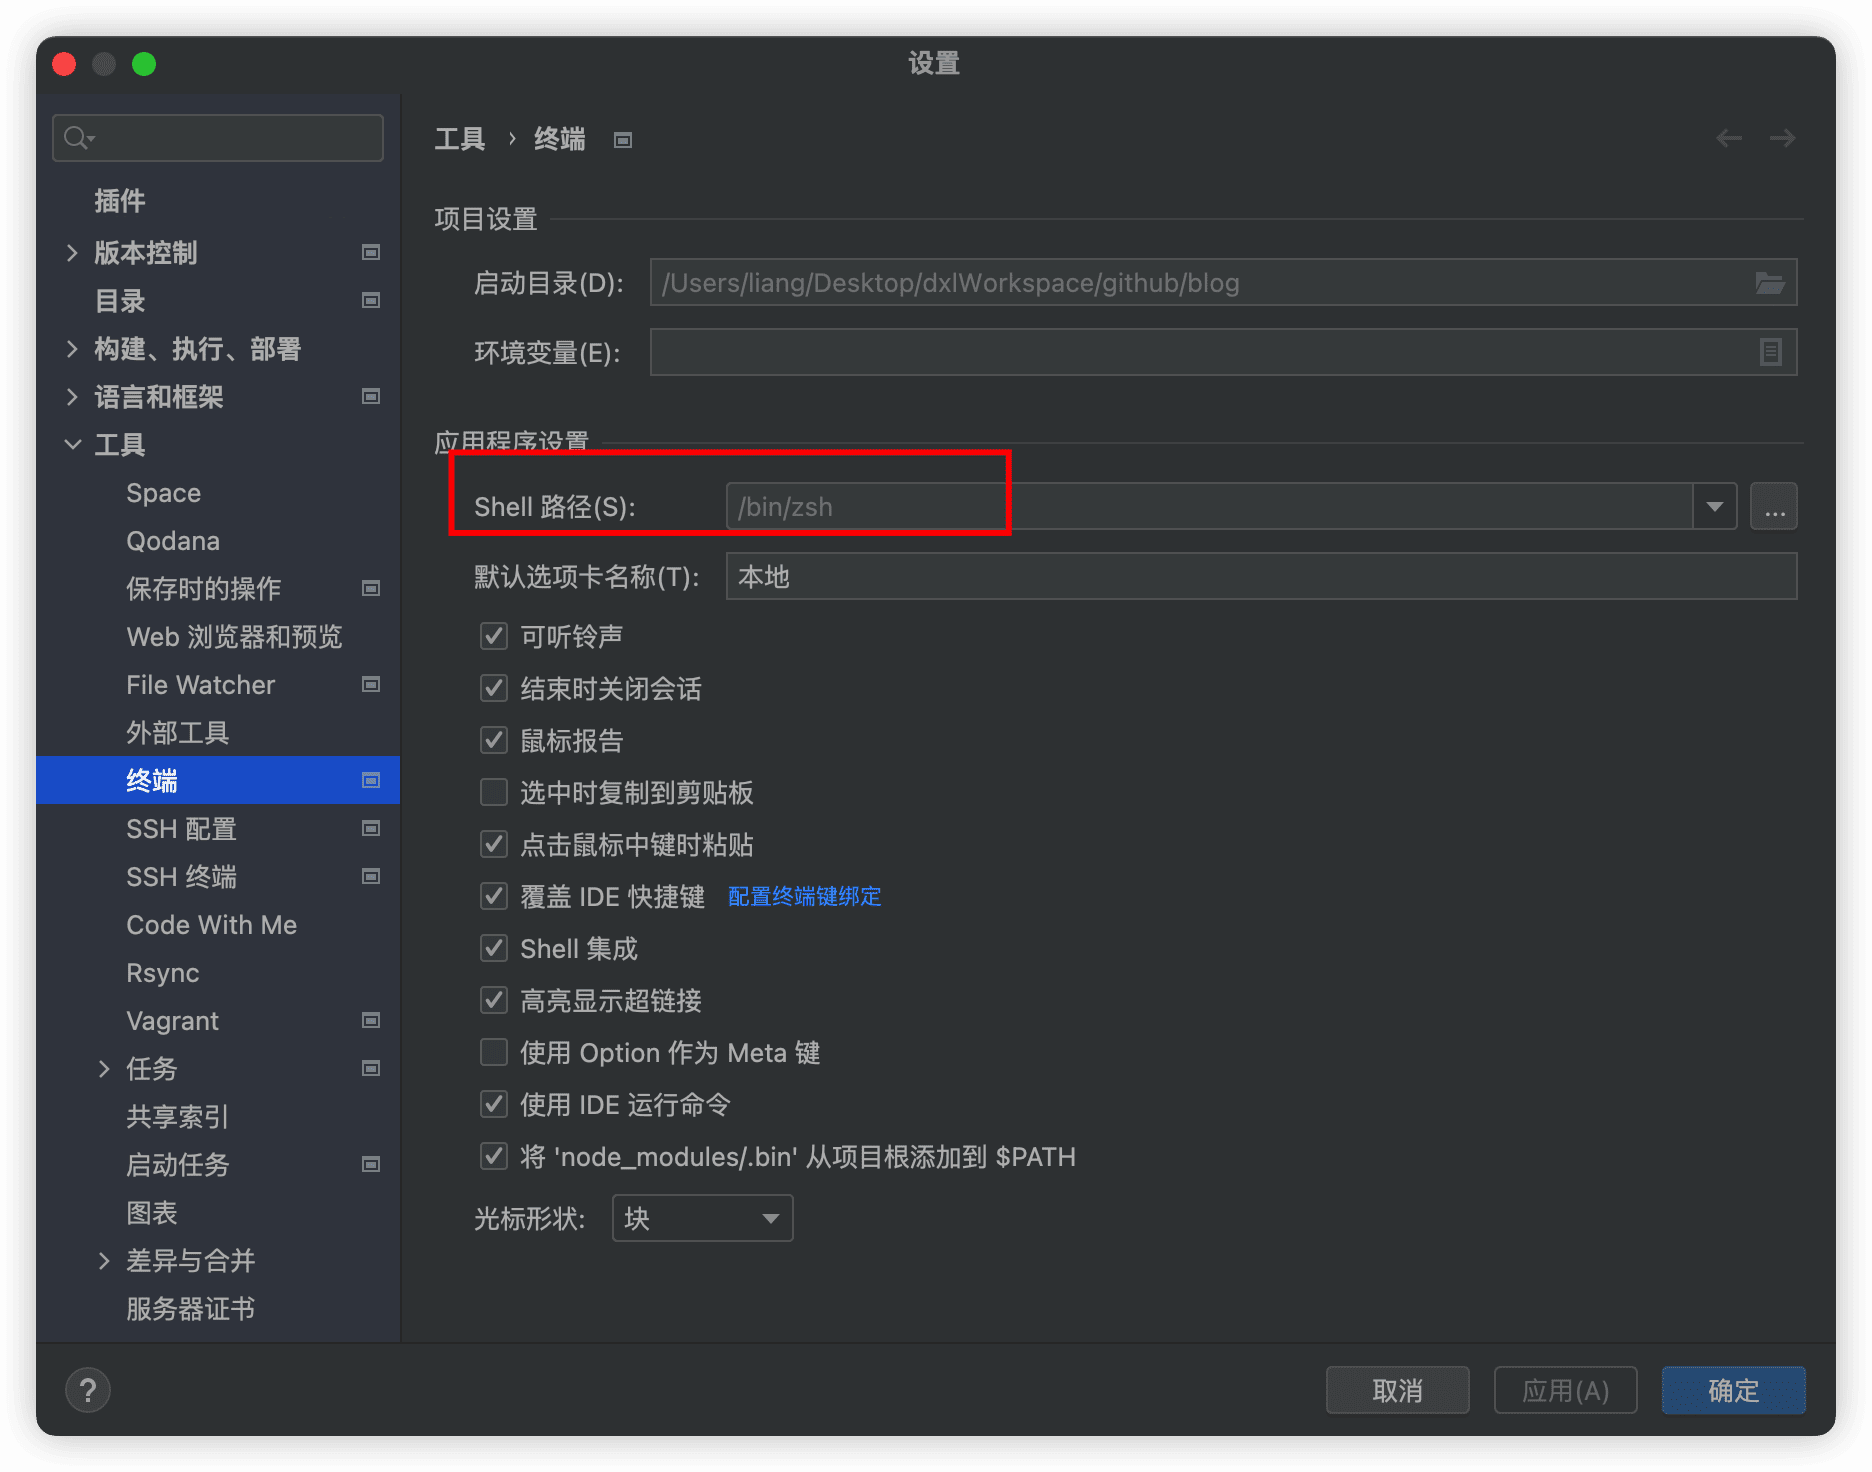 设置
插件
版本控制
目录
构建、执行、部署
语言和框架
工具
Space
Qodana
保存时的操作
Web 浏览器和预览
File Watcher
外部工具
终端
SSH 配置
SSH 终端
Code With Me
Rsync
Vagrant
任务
共享索引
启动任务
图表
差异与合并
服务器证书
工具 › 终端
项目设置
启动目录(D): /Users/liang/Desktop/dxlWorkspace/github/blog
环境变量(E):
应用程序设置
Shell 路径(S): /bin/zsh ...
默认选项卡名称(T): 本地
可听铃声
结束时关闭会话
鼠标报告
选中时复制到剪贴板
点击鼠标中键时粘贴
覆盖 IDE 快捷键 配置终端键绑定
Shell 集成
高亮显示超链接
使用 Option 作为 Meta 键
使用 IDE 运行命令
将 'node_modules/.bin' 从项目根添加到 $PATH
光标形状: 块
? 取消 应用(A) 确定